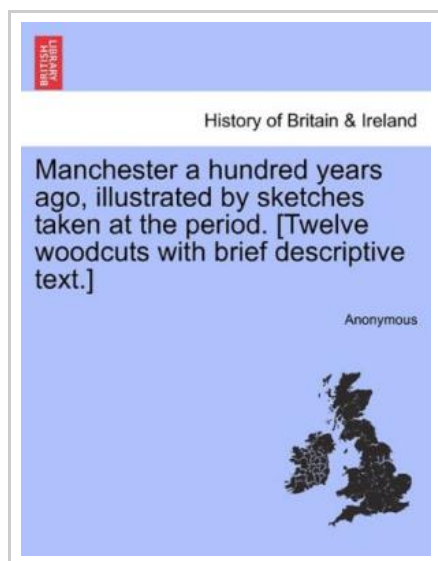 BRITISH
LIBRARY
History of Britain & Ireland
Manchester a hundred years
ago, illustrated by sketches
taken at the period. [Twelve
woodcuts with brief descriptive
text.]
Anonymous